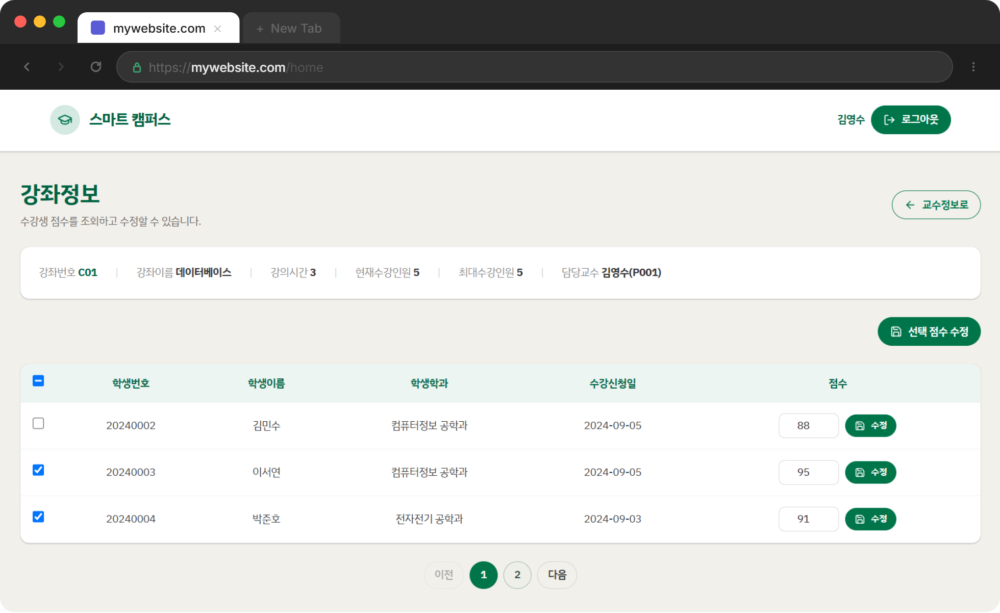 mywebsite.com
+ New Tab
https://mywebsite.com/home
스마트 캠퍼스
김영수 로그아웃
강좌정보
수강생 점수를 조회하고 수정할 수 있습니다.
교수정보로
강좌번호 C01 | 강좌이름 데이터베이스 | 강의시간 3 | 현재수강인원 5 | 최대수강인원 5 | 담당교수 김영수(P001)
선택 점수 수정
학생번호 학생이름 학생학과 수강신청일 점수
20240002 김민수 컴퓨터정보 공학과 2024-09-05 88 수정
20240003 이서연 컴퓨터정보 공학과 2024-09-05 95 수정
20240004 박준호 전자전기 공학과 2024-09-03 91 수정
이전 1 2 다음